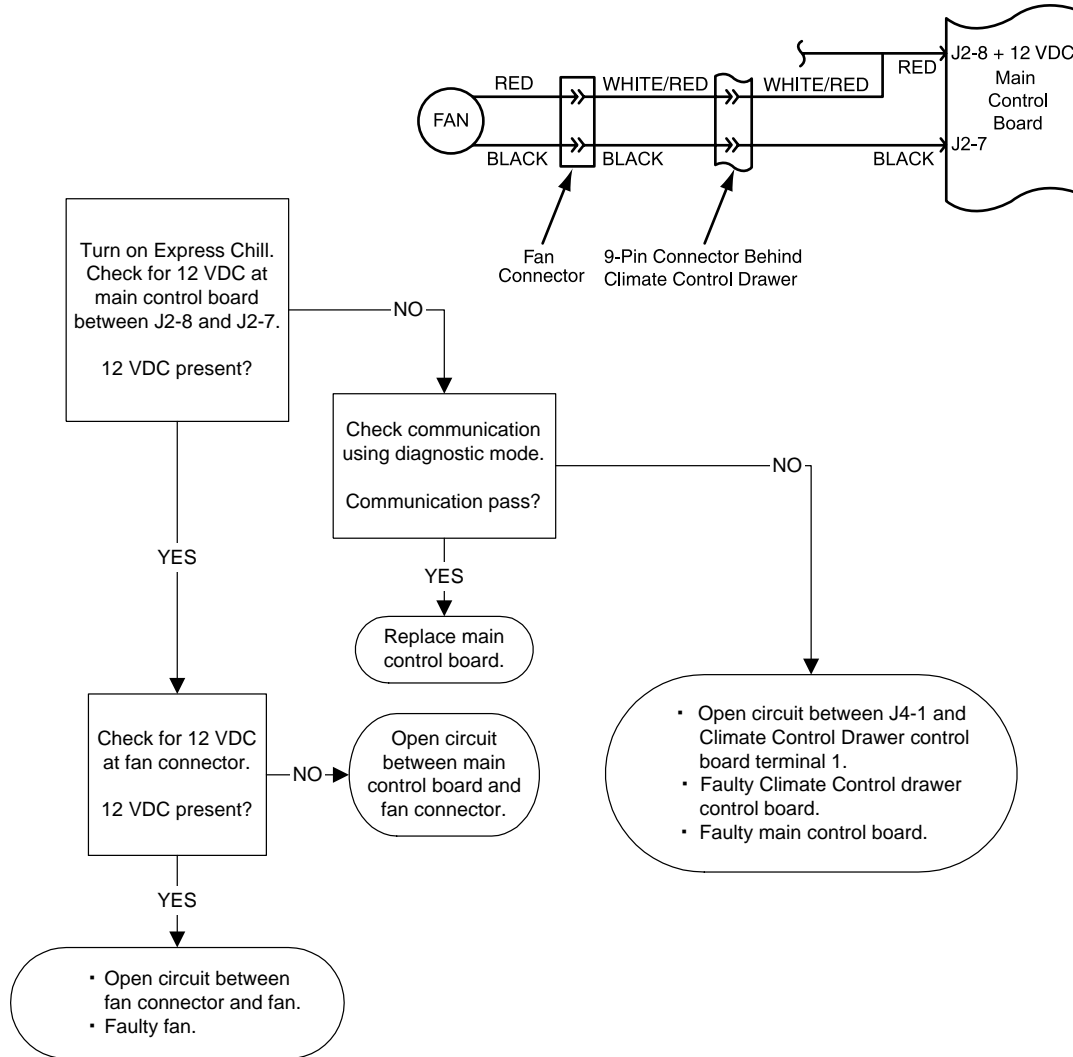 J2-8 + 12 VDC
RED
Main
Control
Board
RED
WHITE/RED
WHITE/RED
FAN
J2-7
BLACK
BLACK
BLACK
Fan
Connector
9-Pin Connector Behind
Climate Control Drawer
Turn on Express Chill.
Check for 12 VDC at
main control board
between J2-8 and J2-7.
12 VDC present?
NO
Check communication
using diagnostic mode.
Communication pass?
NO
YES
YES
Replace main
control board.
Check for 12 VDC
at fan connector.
12 VDC present?
NO
Open circuit
between main
control board and
fan connector.
▪ Open circuit between J4-1 and
Climate Control Drawer control
board terminal 1.
▪ Faulty Climate Control drawer
control board.
▪ Faulty main control board.
YES
▪ Open circuit between
fan connector and fan.
▪ Faulty fan.